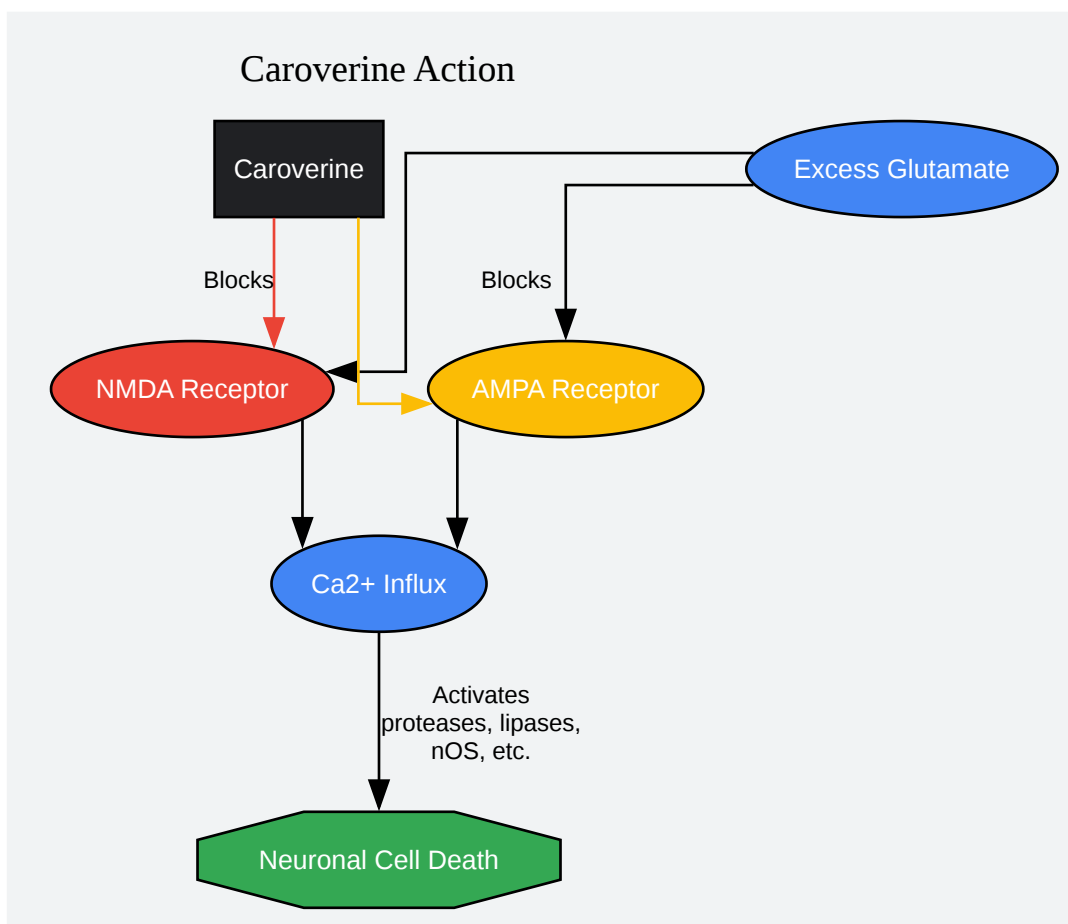 Caroverine Action
Caroverine
Excess Glutamate
Blocks
Blocks
NMDA Receptor
AMPA Receptor
Ca2+ Influx
Activates
proteases, lipases,
nOS, etc.
Neuronal Cell Death